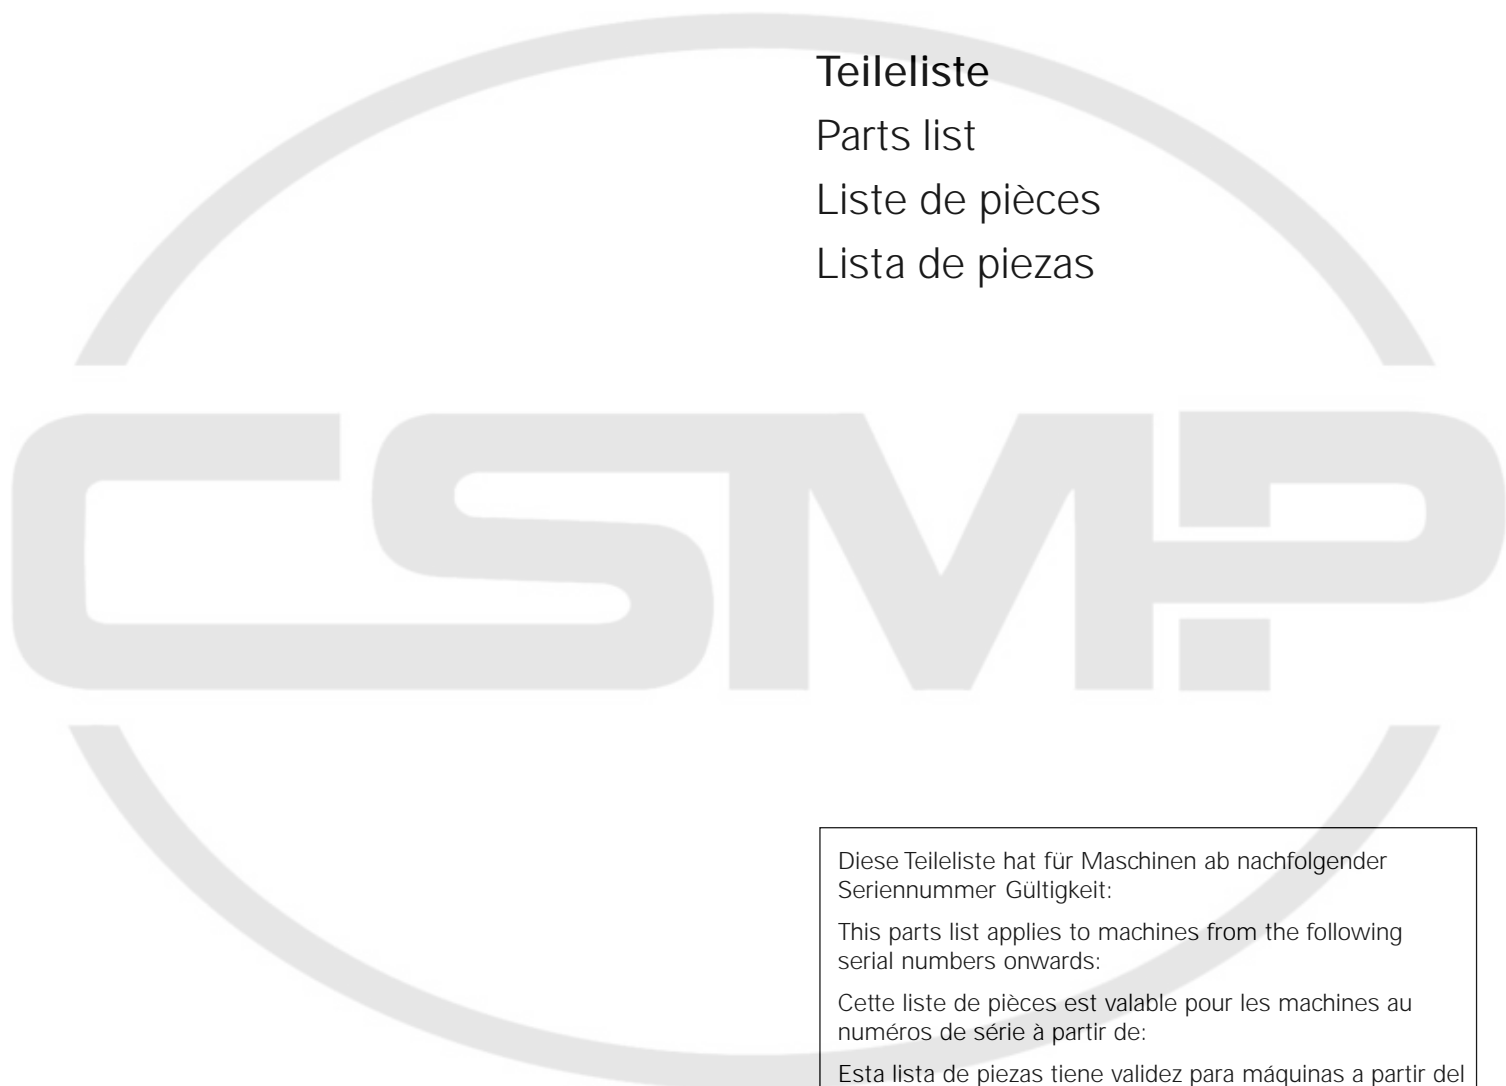 Teileliste
Parts list
Liste de pièces
Lista de piezas
CSMP
Diese Teileliste hat für Maschinen ab nachfolgender
Seriennummer Gültigkeit:
This parts list applies to machines from the following
serial numbers onwards:
Cette liste de pièces est valable pour les machines au
numéros de série à partir de:
Esta lista de piezas tiene validez para máquinas a partir del